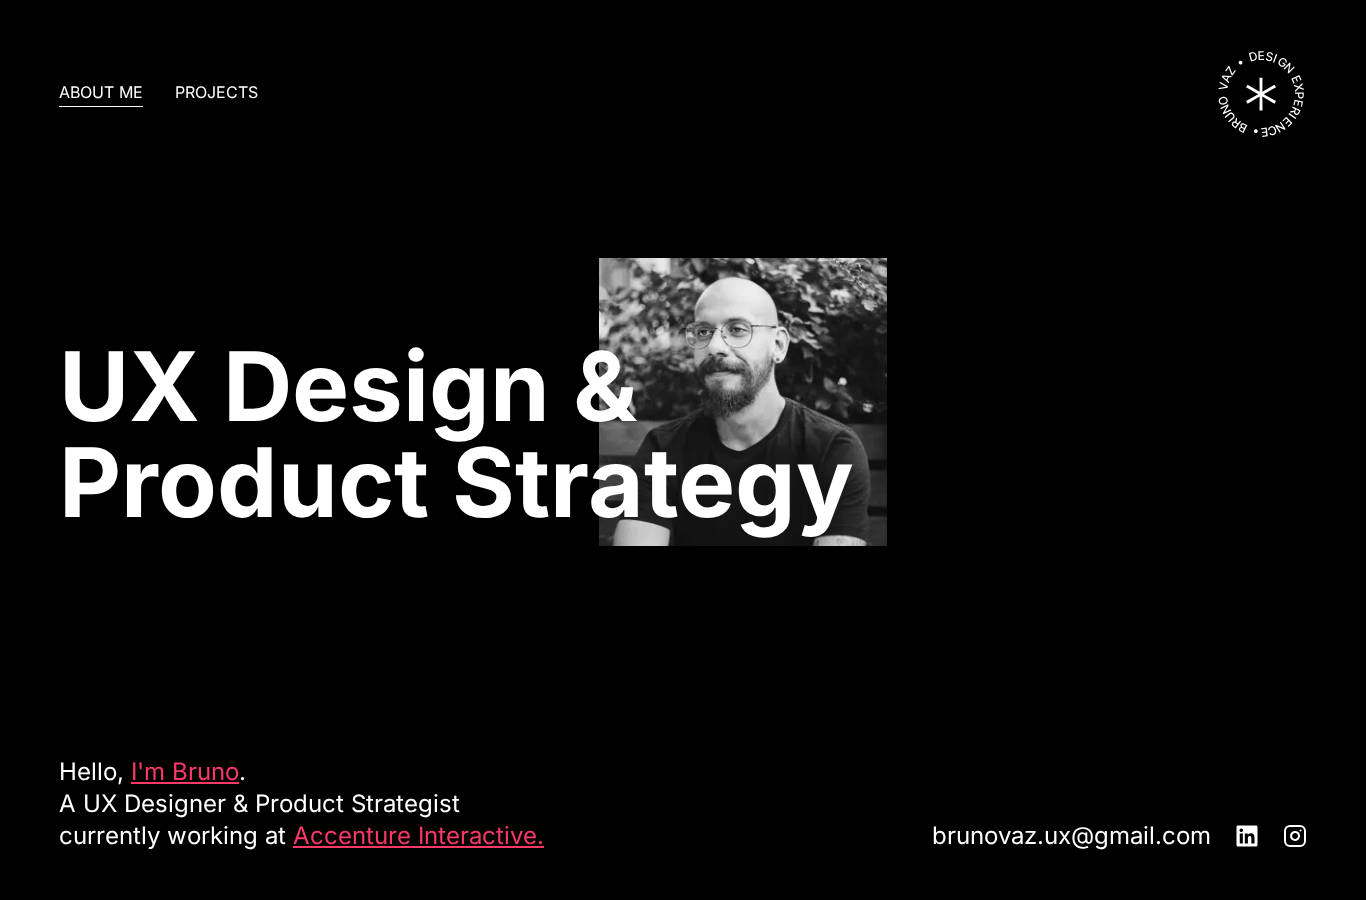 ABOUT ME
PROJECTS
BRUNO VAZ • DESIGN EXPERIENCE •
UX Design &
Product Strategy
Hello, I'm Bruno.
A UX Designer & Product Strategist
currently working at Accenture Interactive.
brunovaz.ux@gmail.com
in